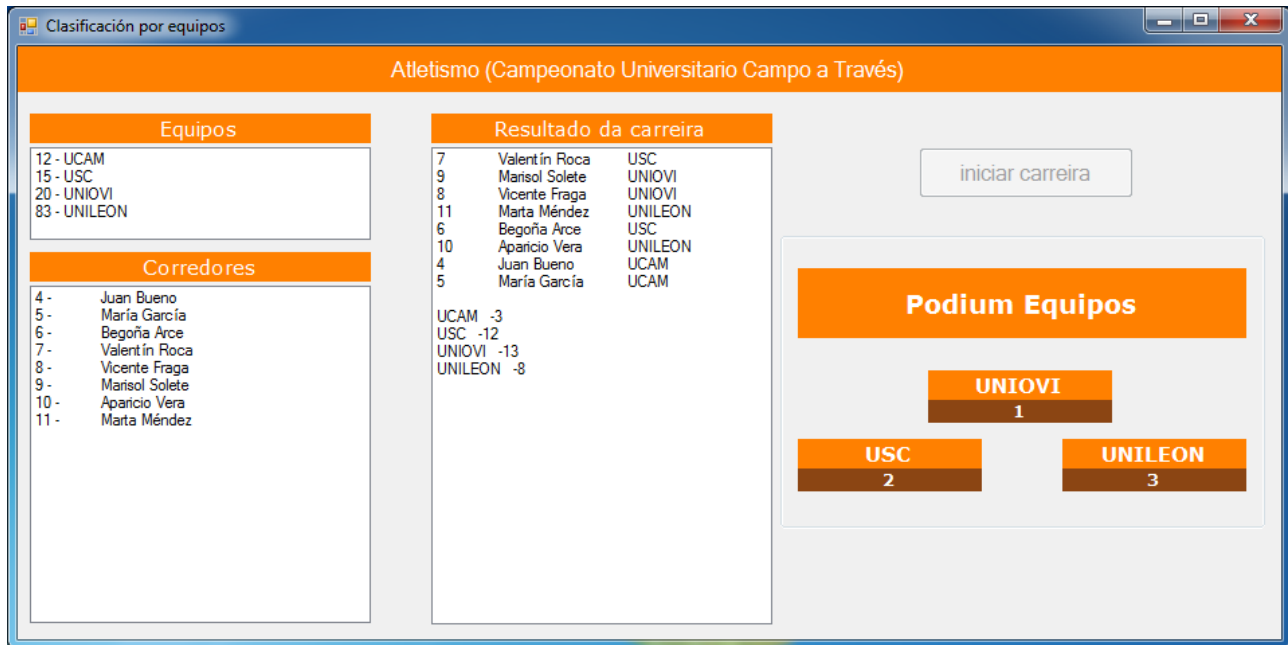 Clasificación por equipos
Atletismo (Campeonato Universitario Campo a Través)
Equipos
12 - UCAM
15 - USC
20 - UNIOVI
83 - UNILEON
Corredores
4 - Juan Bueno
5 - María García
6 - Begoña Arce
7 - Valentín Roca
8 - Vicente Fraga
9 - Marisol Solete
10 - Aparicio Vera
11 - Marta Méndez
Resultado da carreira
7 Valentín Roca USC
9 Marisol Solete UNIOVI
8 Vicente Fraga UNIOVI
11 Marta Méndez UNILEON
6 Begoña Arce USC
10 Aparicio Vera UNILEON
4 Juan Bueno UCAM
5 María García UCAM
UCAM -3
USC -12
UNIOVI -13
UNILEON -8
iniciar carreira
Podium Equipos
UNIOVI
1
USC
2
UNILEON
3